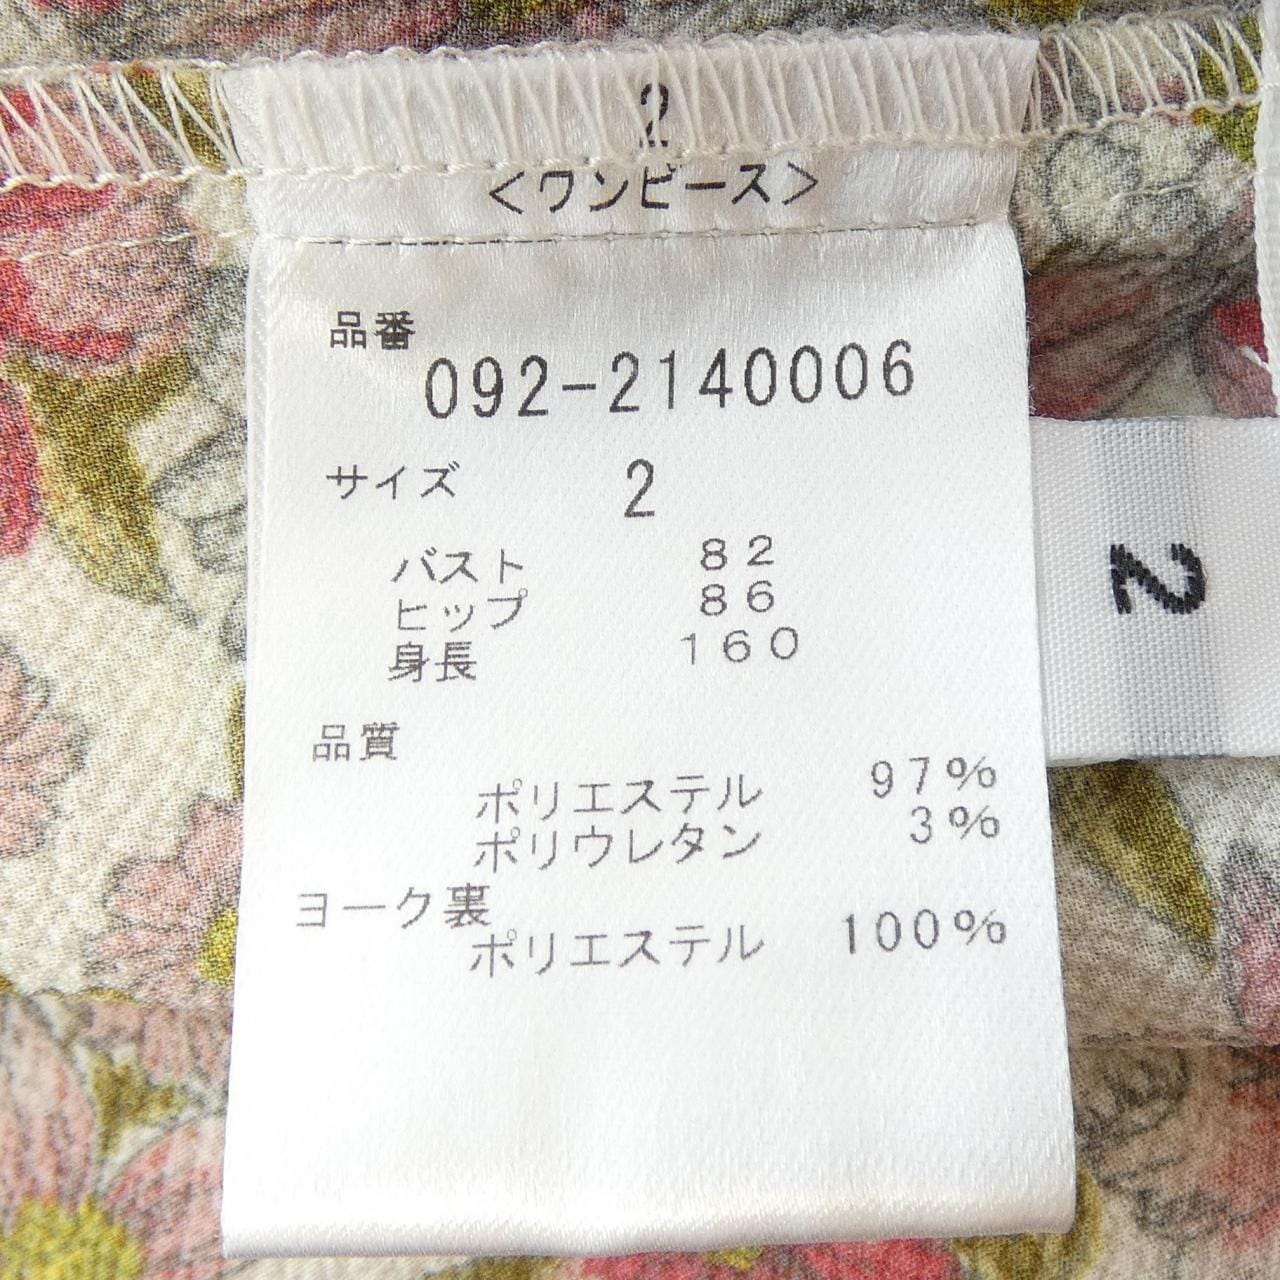 2
<ワンピース>
品番
092-2140006
サイズ 2
バスト 82
ヒップ 86
身長 160
品質
ポリエステル 97%
ポリウレタン 3%
ヨーク裏
ポリエステル 100%
2